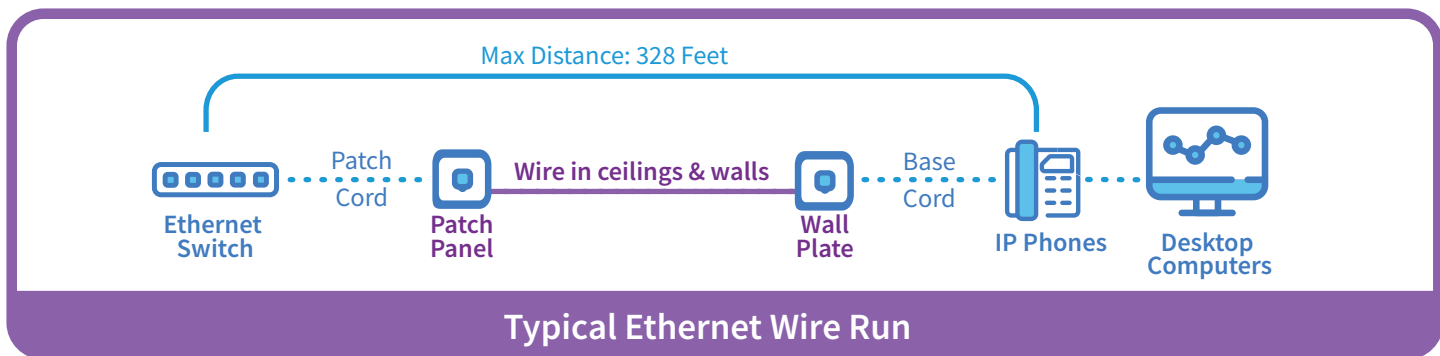 Max Distance: 328 Feet
Patch
Cord
Wire in ceilings & walls
Base
Cord
Ethernet
Switch
Patch
Panel
Wall
Plate
IP Phones
Desktop
Computers
Typical Ethernet Wire Run